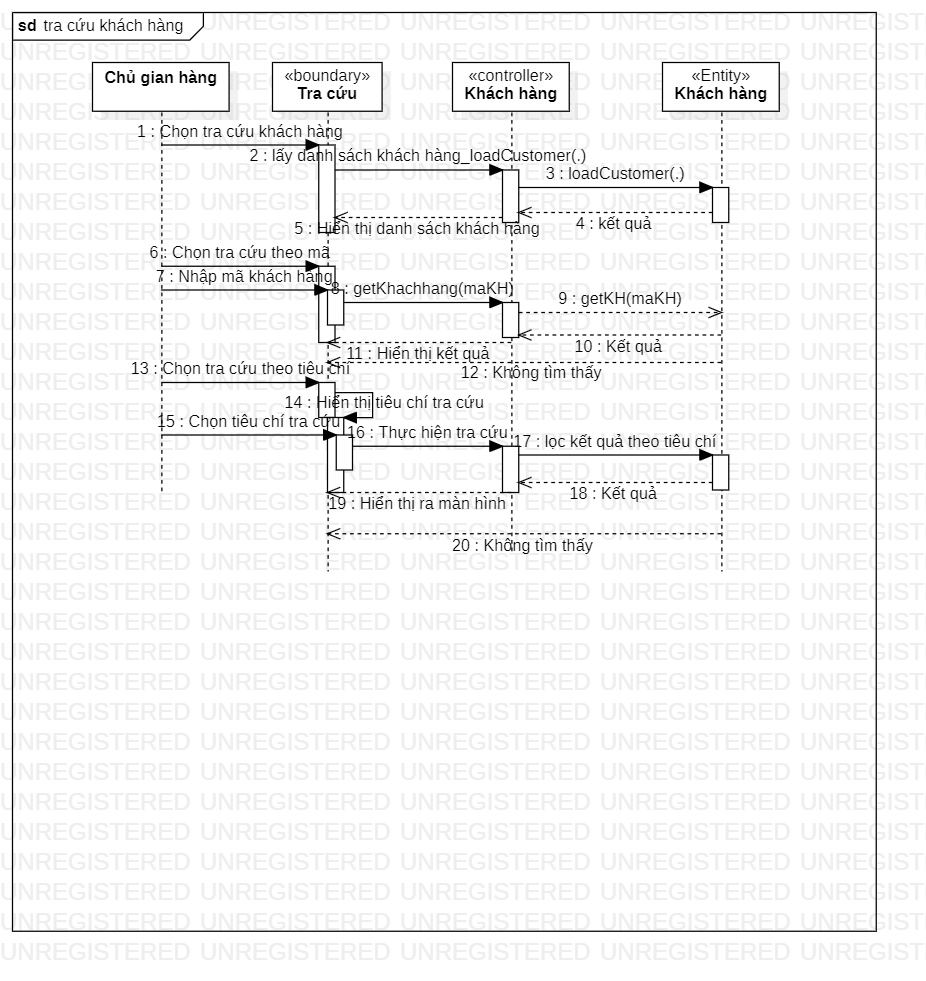 sd tra cứu khách hàng
Chủ gian hàng
«boundary»
Tra cứu
«controller»
Khách hàng
«Entity»
Khách hàng
1 : Chọn tra cứu khách hàng
2 : lấy danh sách khách hàng_loadCustomer(.)
3 : loadCustomer(.)
4 : kết quả
5 : Hiển thị danh sách khách hàng
6 : Chọn tra cứu theo mã
7 : Nhập mã khách hàng
8 : getKhachhang(maKH)
9 : getKH(maKH)
10 : Kết quả
11 : Hiển thị kết quả
12 : Không tìm thấy
13 : Chọn tra cứu theo tiêu chí
14 : Hiển thị tiêu chí tra cứu
15 : Chọn tiêu chí tra cứu
16 : Thực hiện tra cứu
17 : lọc kết quả theo tiêu chí
18 : Kết quả
19 : Hiển thị ra màn hình
20 : Không tìm thấy
UNREGISTERED UNREGISTERED UNREGISTERED UNREGISTERED